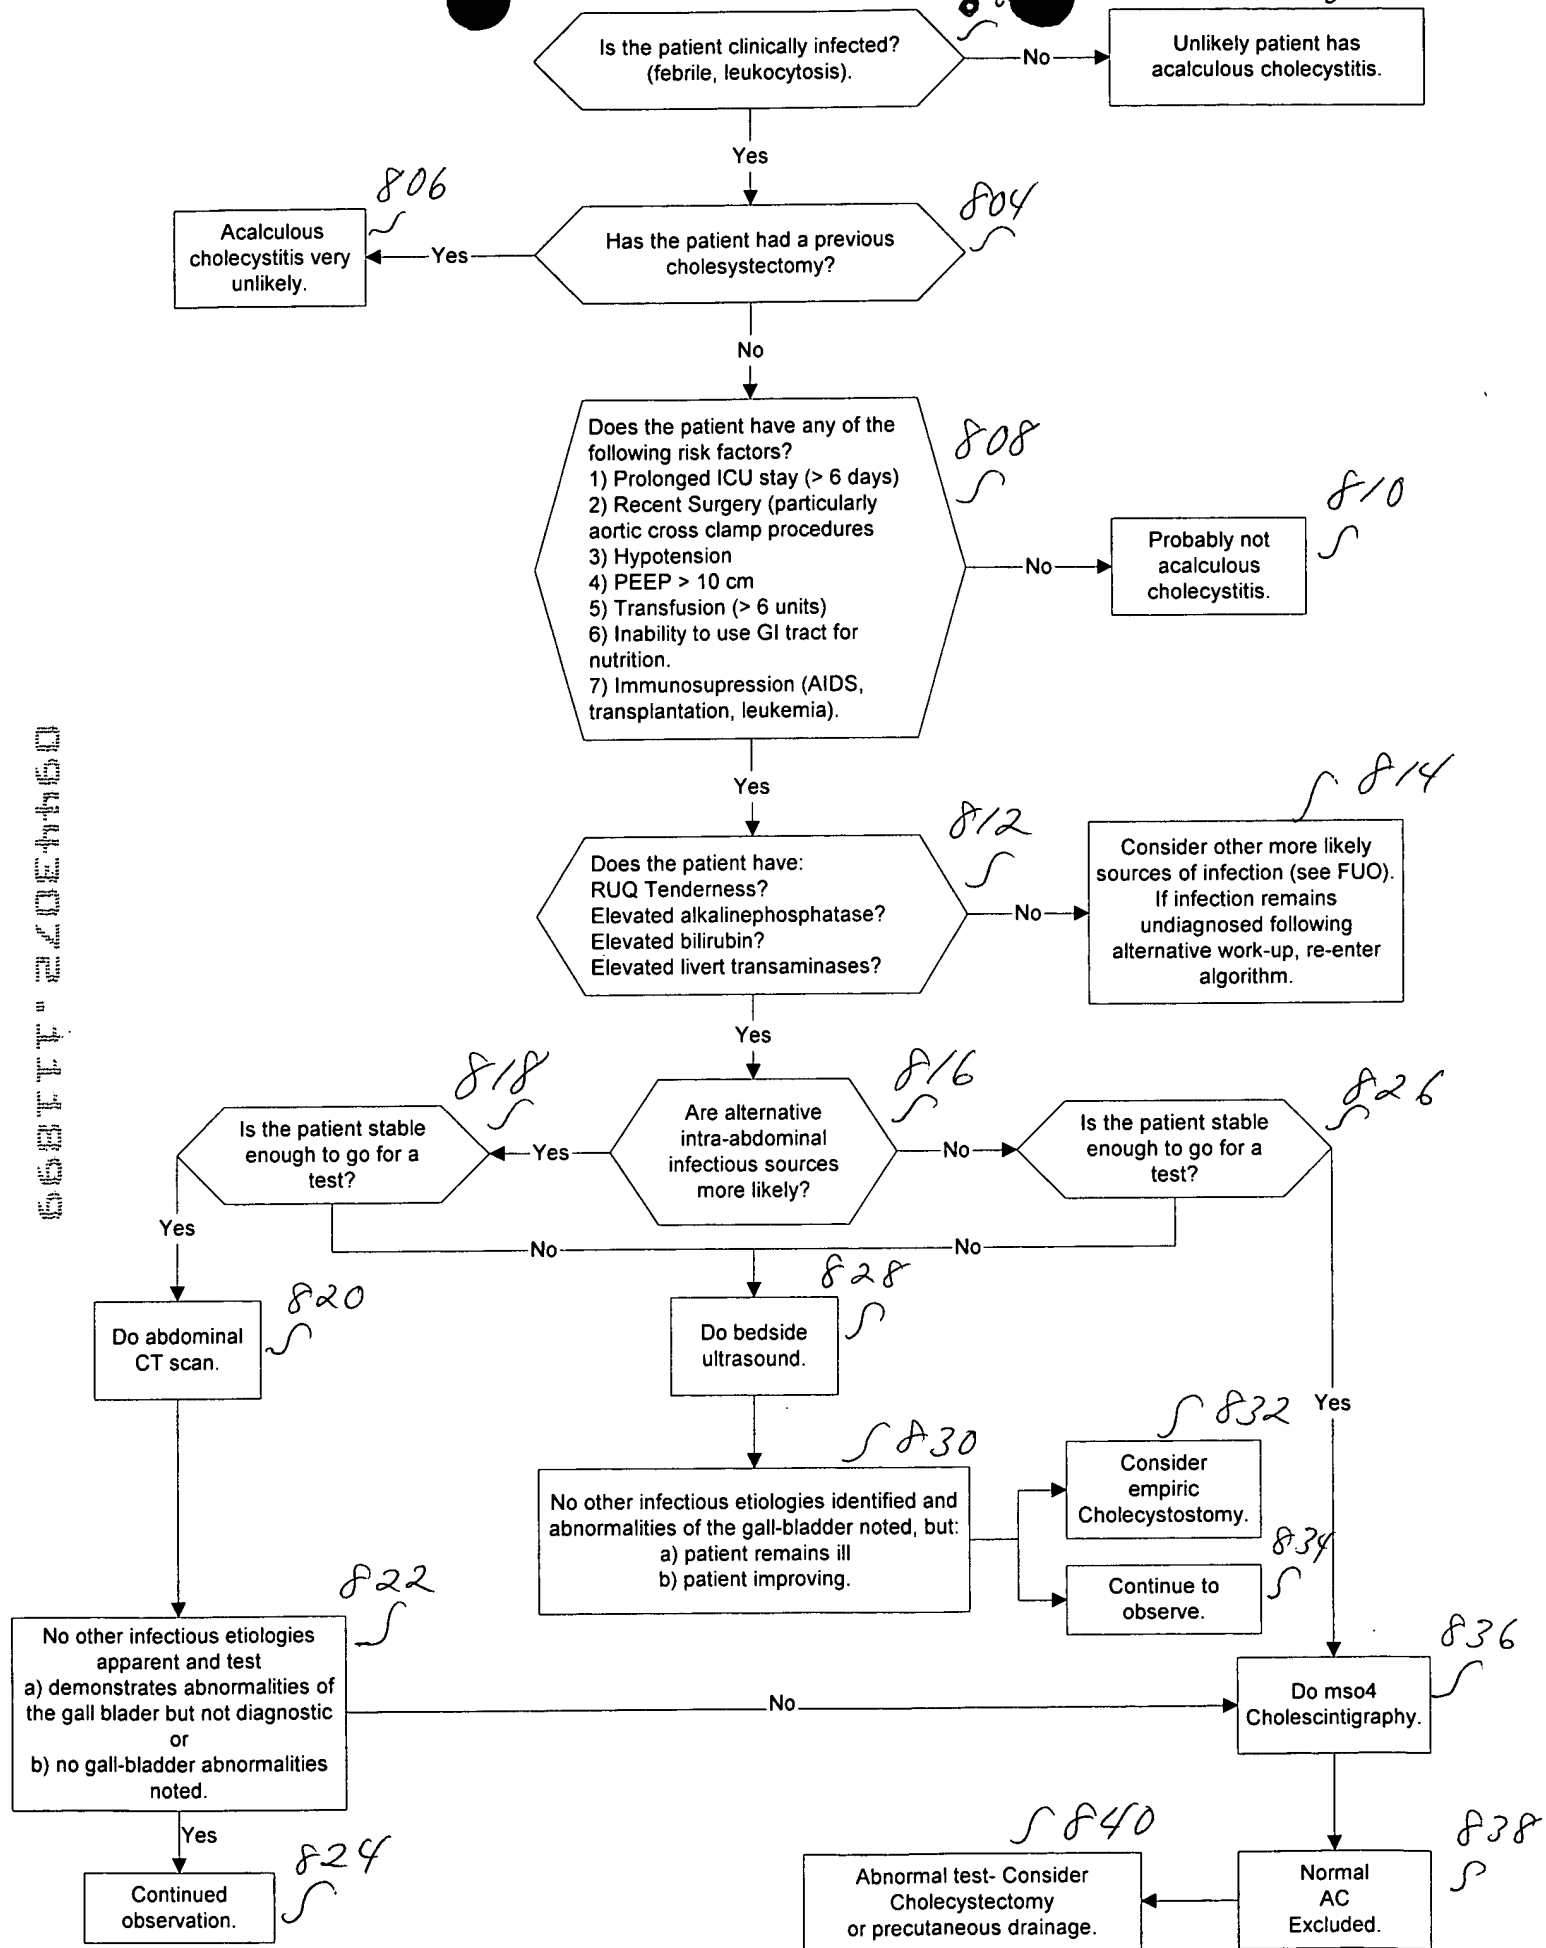 Is the patient clinically infected?
(febrile, leukocytosis).
No
Unlikely patient has
acalculous cholecystitis.
Yes
806
804
Acalculous
cholecystitis very
unlikely.
Yes
Has the patient had a previous
cholesystectomy?
No
Does the patient have any of the
following risk factors?
1) Prolonged ICU stay (> 6 days)
2) Recent Surgery (particularly
aortic cross clamp procedures
3) Hypotension
4) PEEP > 10 cm
5) Transfusion (> 6 units)
6) Inability to use GI tract for
nutrition.
7) Immunosupression (AIDS,
transplantation, leukemia).
808
No
810
Probably not
acalculous
cholecystitis.
Yes
812
814
Does the patient have:
RUQ Tenderness?
Elevated alkalinephosphatase?
Elevated bilirubin?
Elevated livert transaminases?
No
Consider other more likely
sources of infection (see FUO).
If infection remains
undiagnosed following
alternative work-up, re-enter
algorithm.
09443072.111899
Yes
818
816
826
Is the patient stable
enough to go for a
test?
Yes
Are alternative
intra-abdominal
infectious sources
more likely?
No
Is the patient stable
enough to go for a
test?
Yes
No
No
820
828
Do abdominal
CT scan.
Do bedside
ultrasound.
Yes
830
832
No other infectious etiologies identified and
abnormalities of the gall-bladder noted, but:
a) patient remains ill
b) patient improving.
Consider
empiric
Cholecystostomy.
834
Continue to
observe.
822
No other infectious etiologies
apparent and test
a) demonstrates abnormalities of
the gall blader but not diagnostic
or
b) no gall-bladder abnormalities
noted.
No
836
Do mso4
Cholescintigraphy.
Yes
824
Continued
observation.
840
838
Abnormal test- Consider
Cholecystectomy
or precutaneous drainage.
Normal
AC
Excluded.